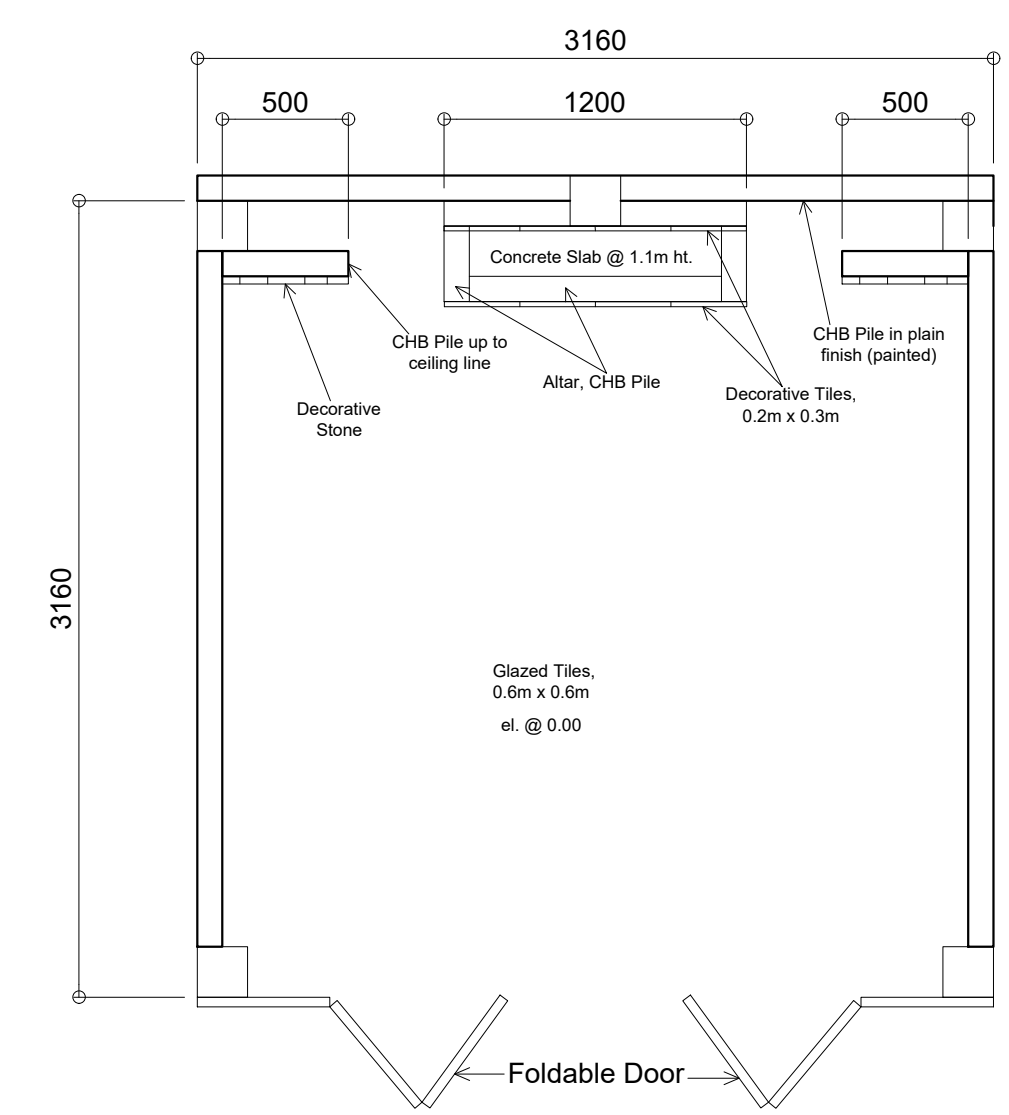 3160
500
1200
500
Concrete Slab @ 1.1m ht.
CHB Pile up to
ceiling line
CHB Pile in plain
finish (painted)
Altar, CHB Pile
Decorative Tiles,
0.2m x 0.3m
Decorative
Stone
3160
Glazed Tiles,
0.6m x 0.6m
el. @ 0.00
Foldable Door